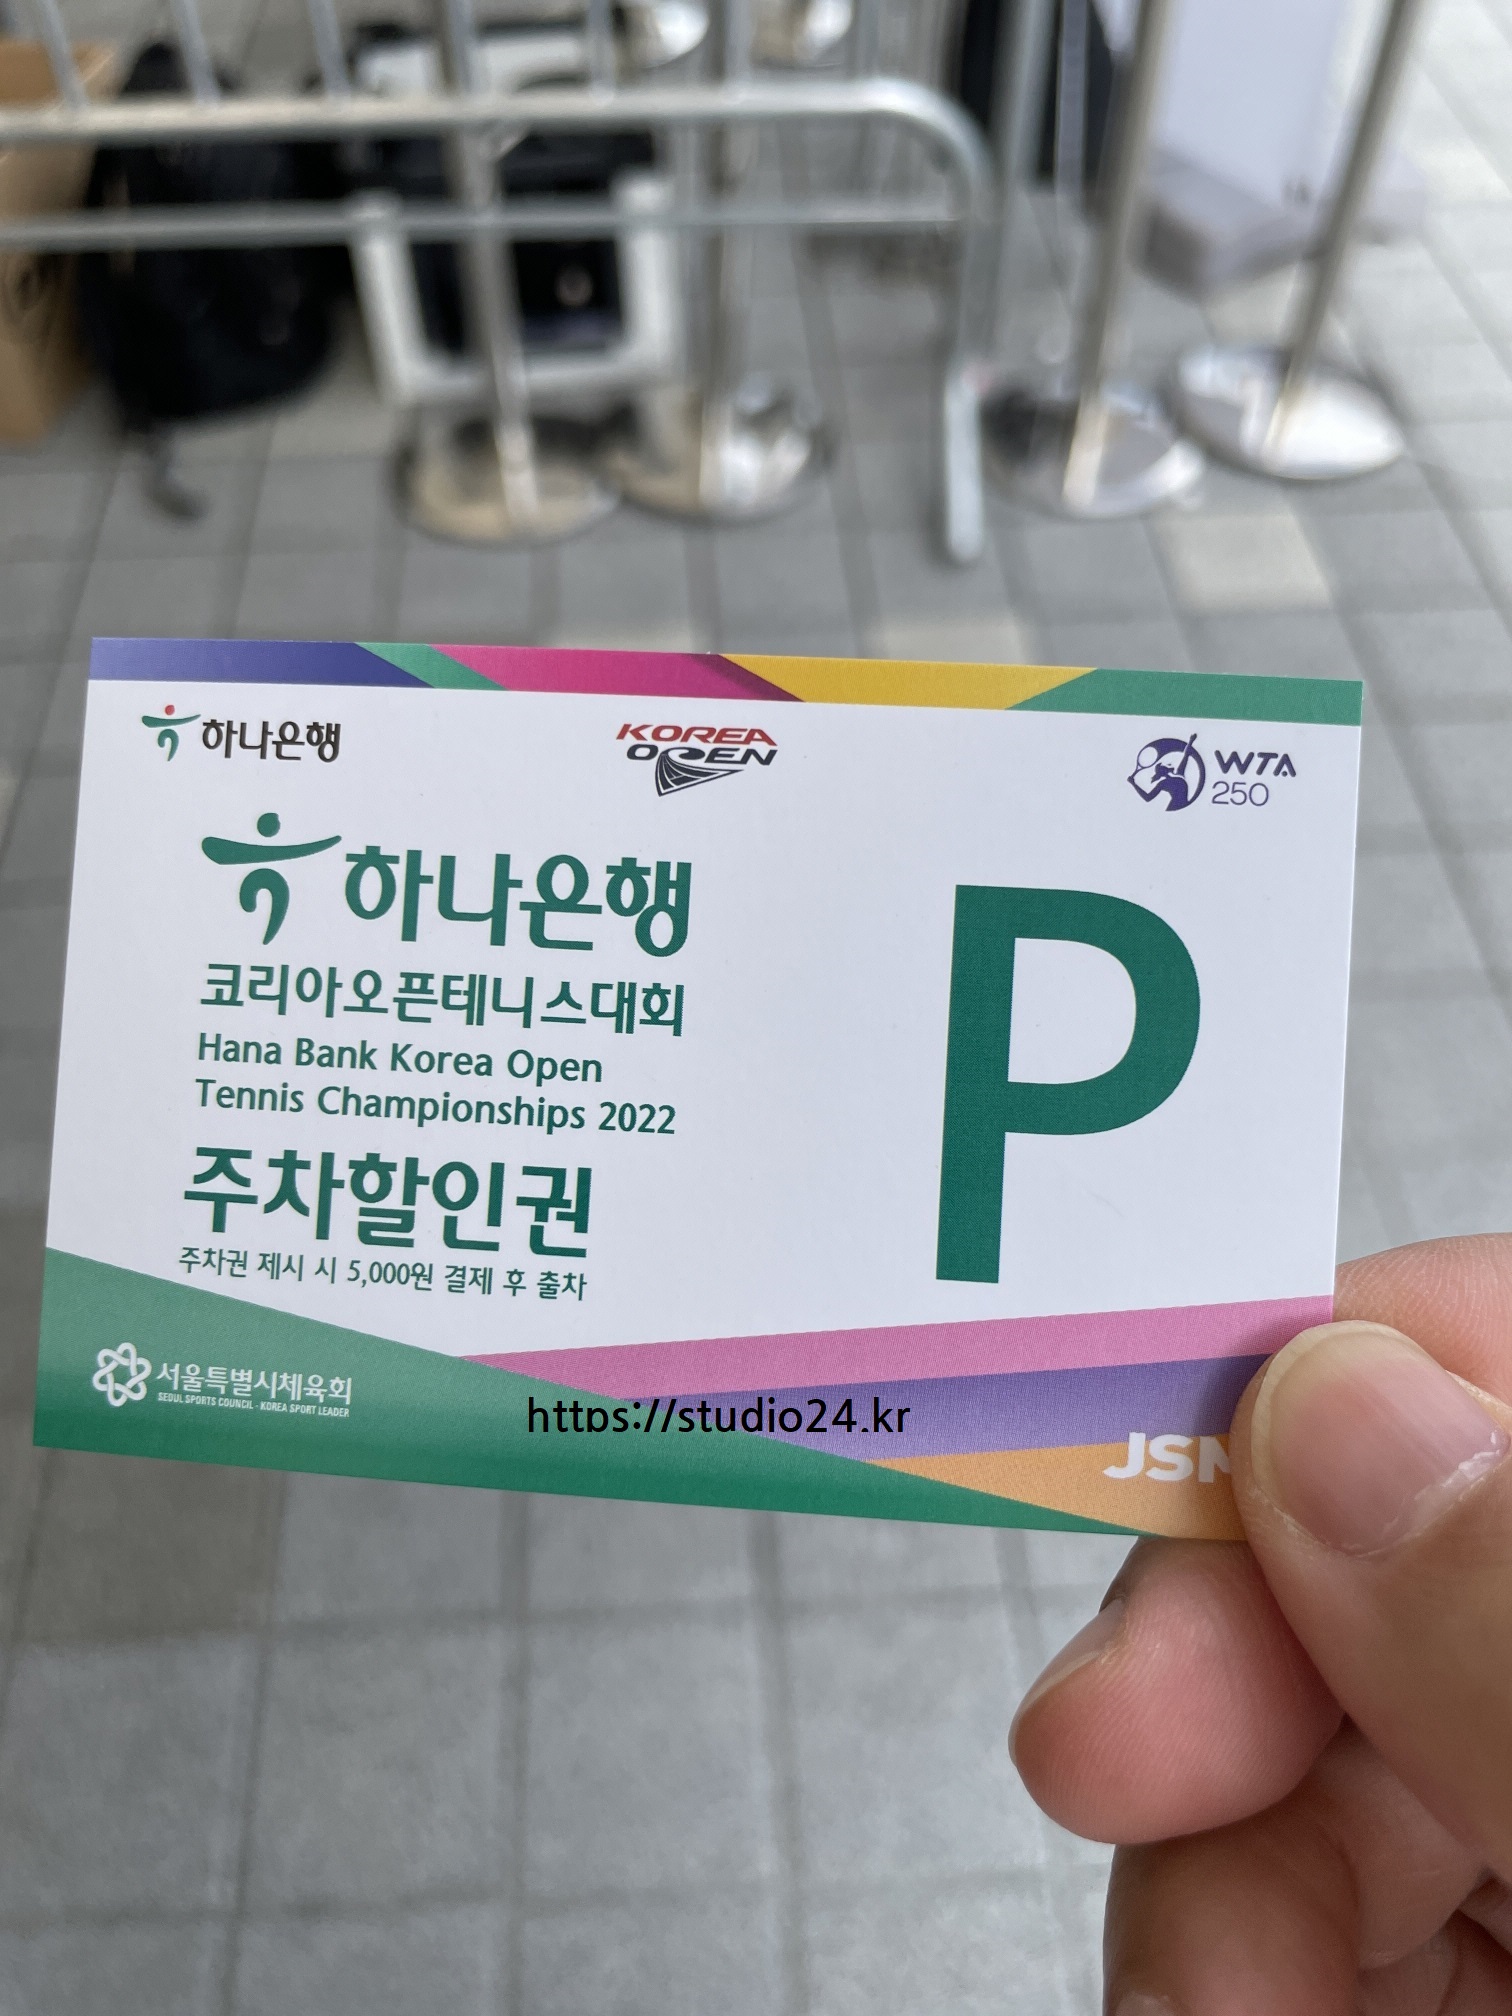 하나은행
KOREA
OPEN
WTA
250
하나은행
코리아오픈테니스대회
Hana Bank Korea Open
Tennis Championships 2022
주차할인권
주차권 제시 시 5,000원 결제 후 출차
P
서울특별시체육회
SEOUL SPORTS COUNCIL - KOREA SPORT LEADER
https://studio24.kr